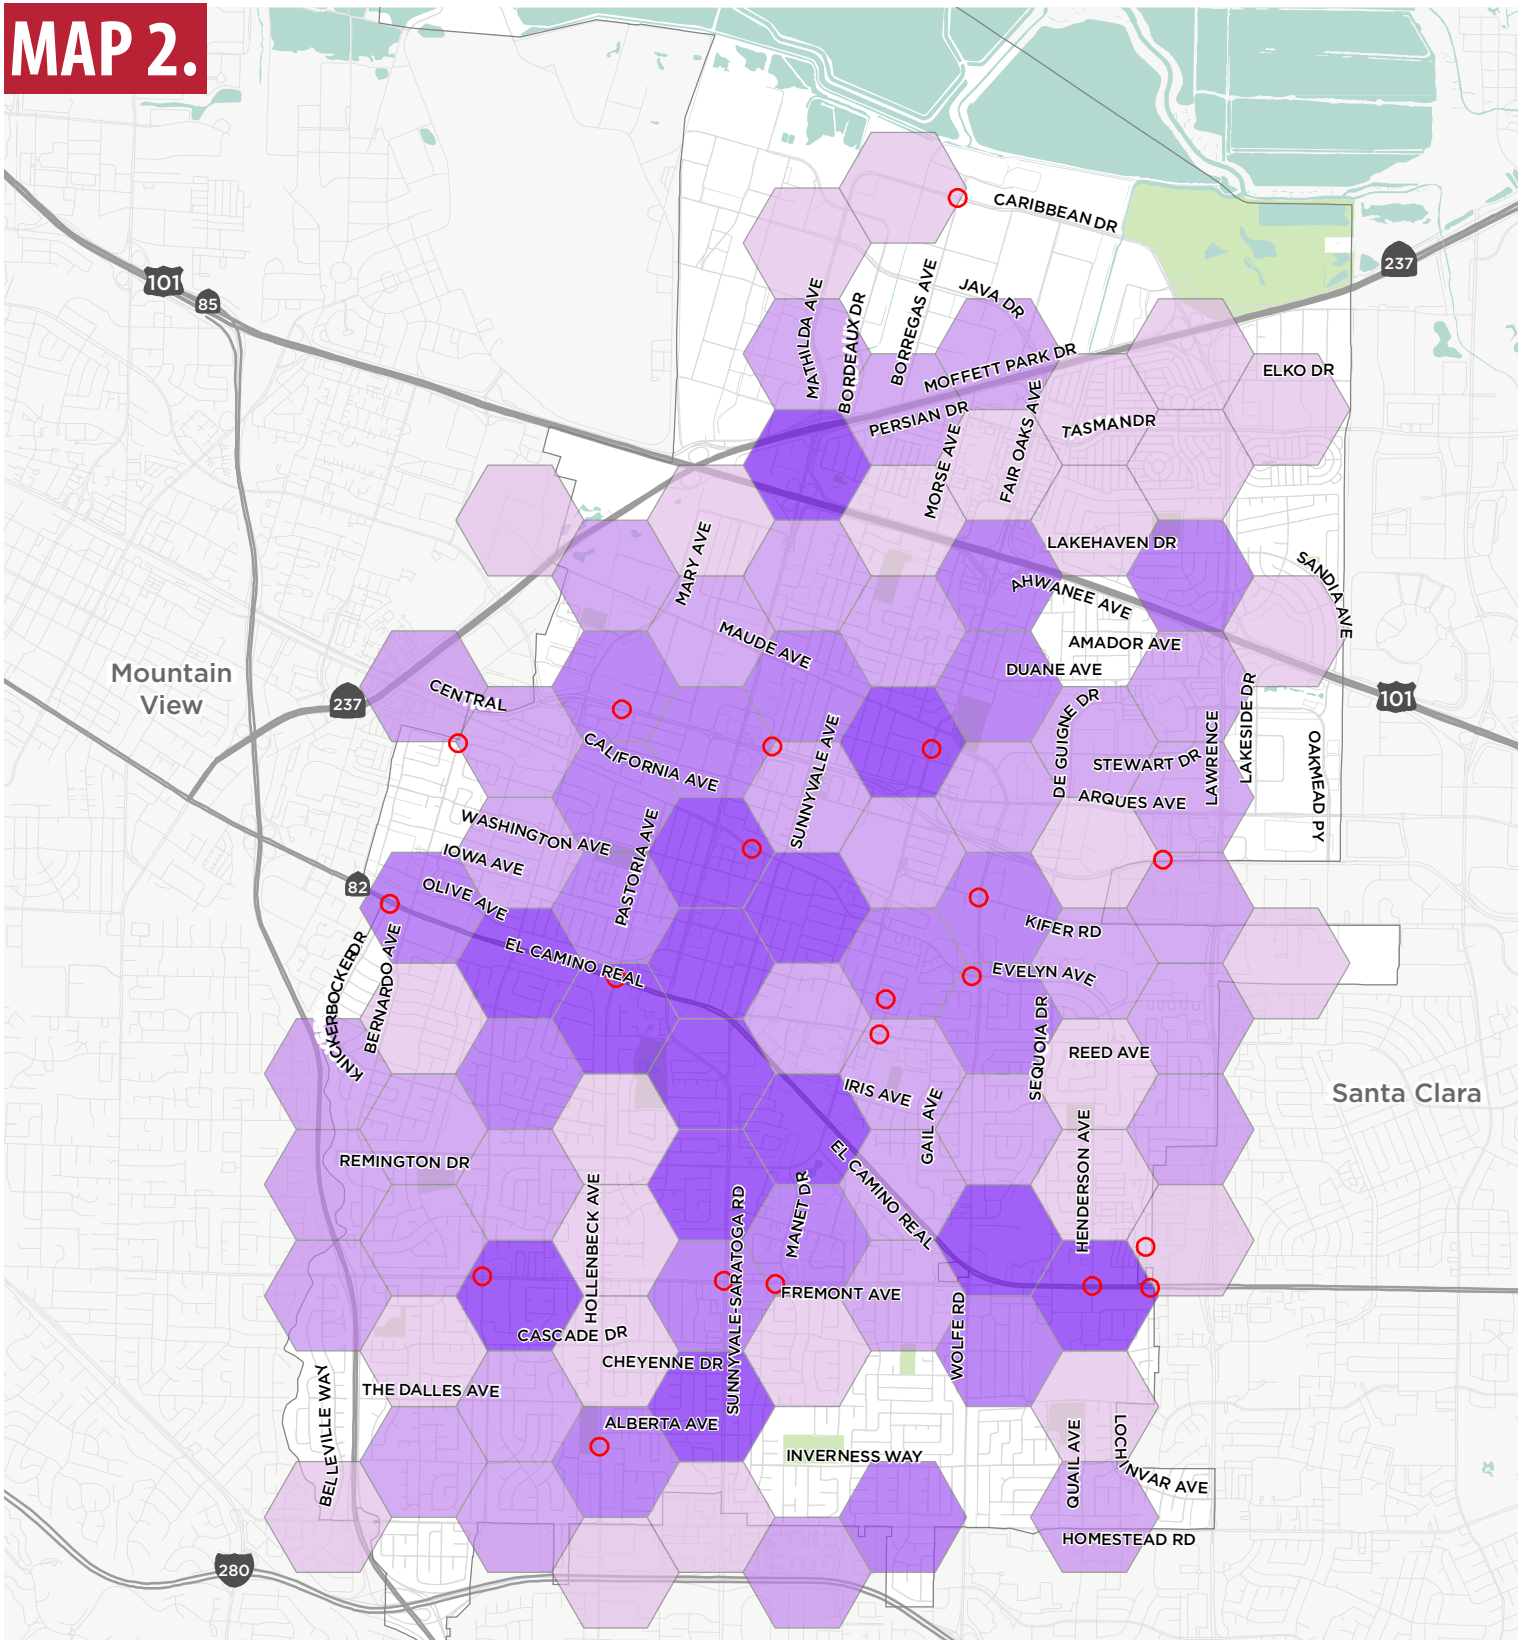 MAP 2.
CARIBBEAN DR
237
101
85
JAVA DR
MATHILDA AVE
BORDEAUX DR
BORREGAS AVE
MOFFETT PARK DR
ELKO DR
PERSIAN DR
FAIR OAKS AVE
TASMANDR
MORSE AVE
MARY AVE
LAKEHAVEN DR
AHWANEE AVE
SANDIA AVE
MAUDE AVE
AMADOR AVE
DUANE AVE
Mountain
View
237
CENTRAL
101
DE GUIGNE DR
LAKESIDE DR
LAWRENCE
OAKMEAD PY
SUNNYVALE AVE
CALIFORNIA AVE
STEWART DR
ARQUES AVE
WASHINGTON AVE
PASTORIA AVE
IOWA AVE
82
OLIVE AVE
KIFER RD
EL CAMINO REAL
KNICKERBOCKERDR
BERNARDO AVE
EVELYN AVE
SEQUOIA DR
REED AVE
KNICK
IRIS AVE
GAIL AVE
Santa Clara
HENDERSON AVE
EL CAMINO REAL
REMINGTON DR
HOLLENBECK AVE
SUNNYVALE-SARATOGA RD
MANET DR
FREMONT AVE
WOLFE RD
CASCADE DR
CHEYENNE DR
BELLEVILLE WAY
THE DALLES AVE
ALBERTA AVE
QUAIL AVE
LOCHINVAR AVE
INVERNESS WAY
HOMESTEAD RD
280